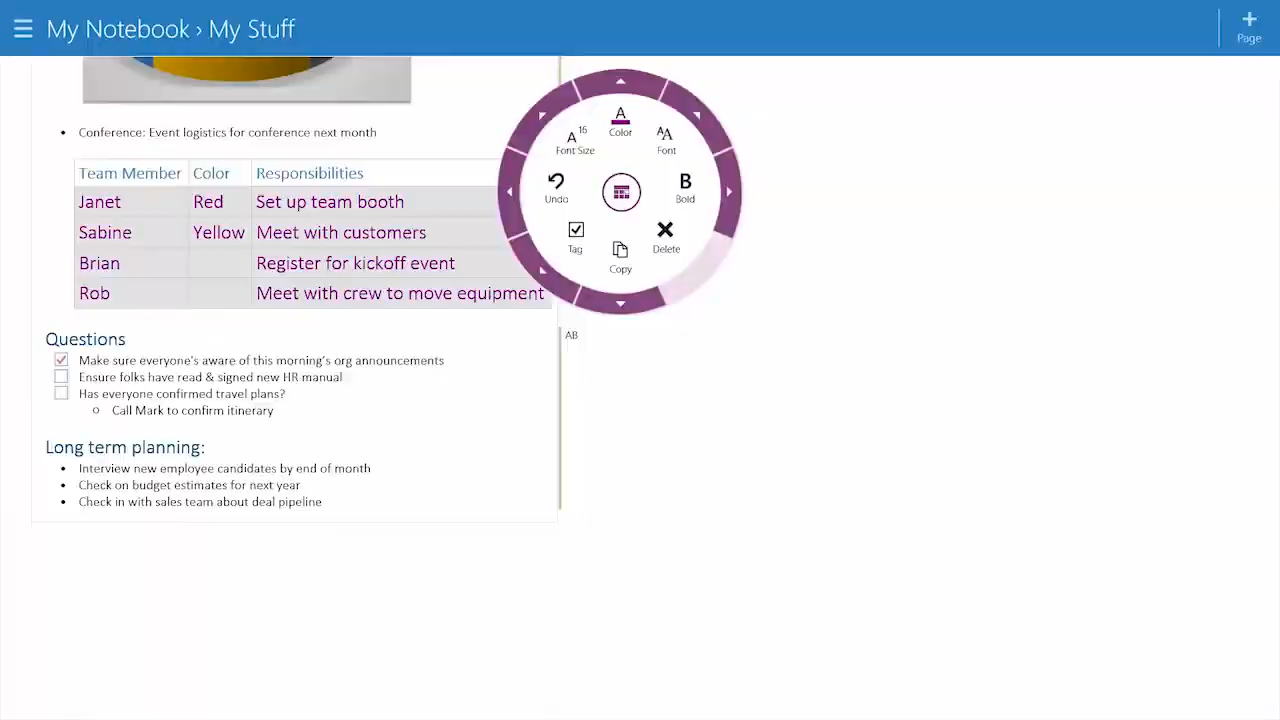 My Notebook › My Stuff
Page
• Conference: Event logistics for conference next month
Team Member Color Responsibilities
Janet Red Set up team booth
Sabine Yellow Meet with customers
Brian Register for kickoff event
Rob Meet with crew to move equipment
A
Color
A 16
Font Size
AA
Font
Undo
B
Bold
Tag
Delete
Copy
AB
Questions
Make sure everyone's aware of this morning's org announcements
Ensure folks have read & signed new HR manual
Has everyone confirmed travel plans?
o Call Mark to confirm itinerary
Long term planning:
• Interview new employee candidates by end of month
• Check on budget estimates for next year
• Check in with sales team about deal pipeline